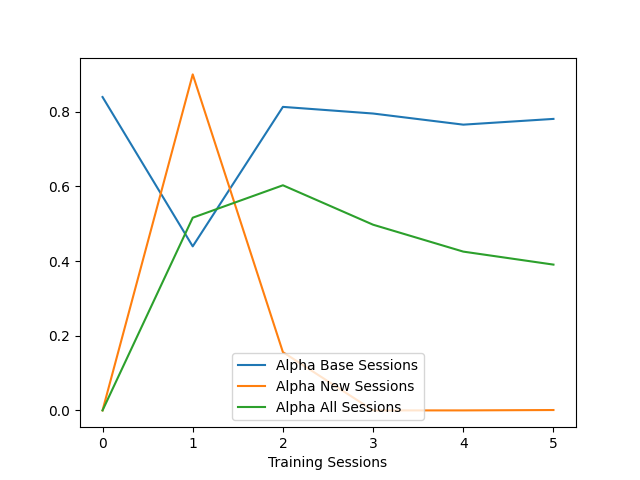 0.8
0.6
0.4
0.2
0.0
Alpha Base Sessions
Alpha New Sessions
Alpha All Sessions
0 1 2 3 4 5
Training Sessions